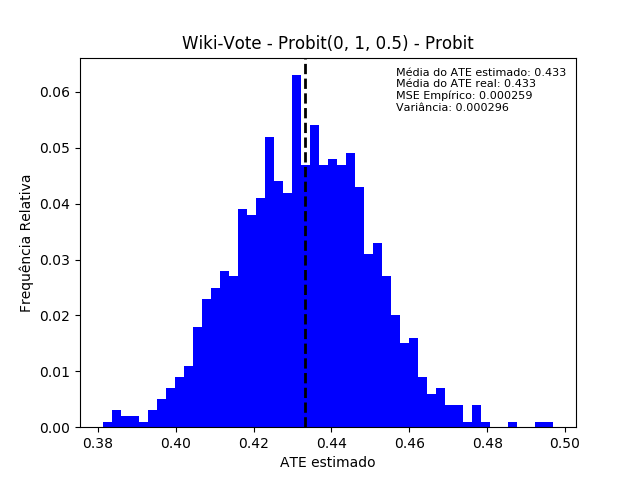 Wiki-Vote - Probit(0, 1, 0.5) - Probit
Média do ATE estimado: 0.433
Média do ATE real: 0.433
MSE Empírico: 0.000259
Variância: 0.000296
Frequência Relativa
0.06
0.05
0.04
0.03
0.02
0.01
0.00
0.38
0.40
0.42
0.44
0.46
0.48
0.50
ATE estimado